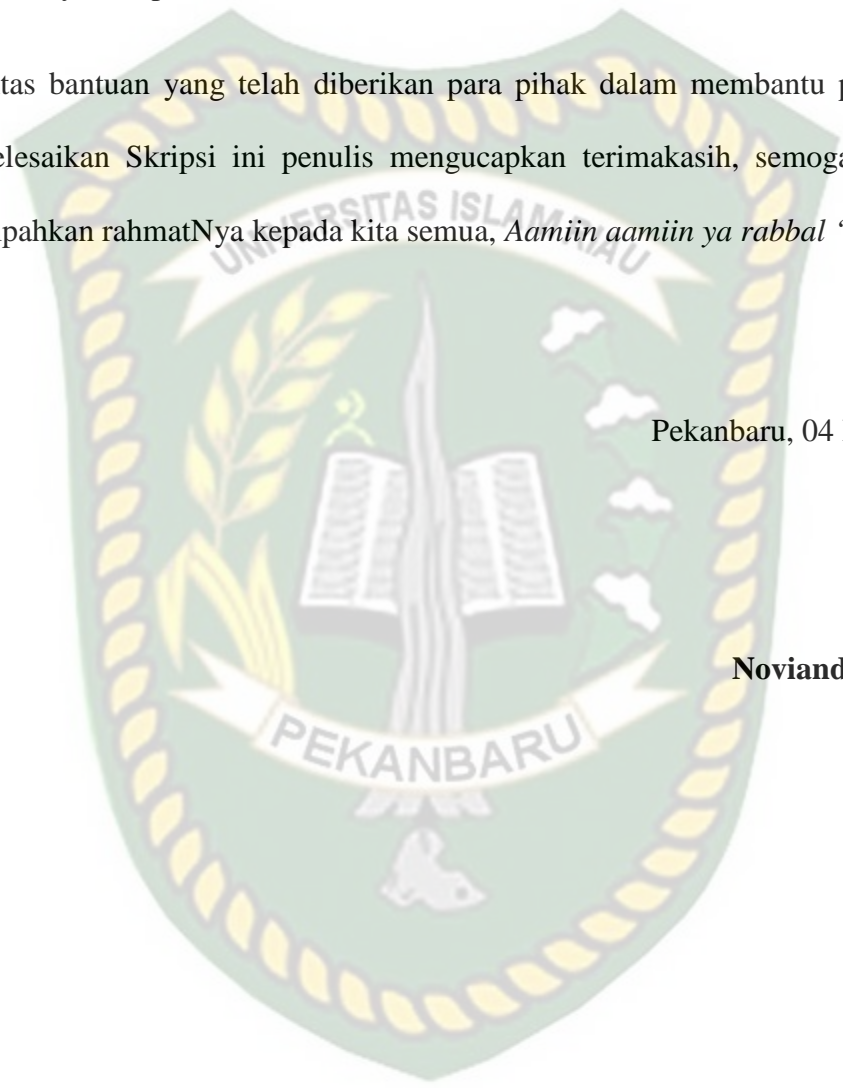 tas bantuan yang telah diberikan para pihak dalam membantu p
elesaikan Skripsi ini penulis mengucapkan terimakasih, semoga
pahkan rahmatNya kepada kita semua, Aamiin aamiin ya rabbal ‘
UNIVERSITAS ISLAM RIAU
Pekanbaru, 04
Noviand
PEKANBARU